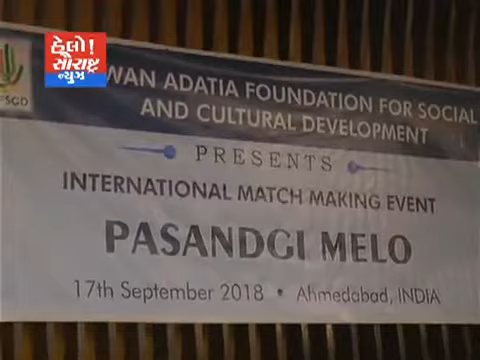 હેલો!
સૌરાષ્ટ્ર
ન્યુઝ
WAN ADATIA FOUNDATION FOR SOCIAL
AND CULTURAL DEVELOPMENT
PRESENTS
INTERNATIONAL MATCH MAKING EVENT
PASANDGI MELO
17th September 2018 • Ahmedabad, INDIA